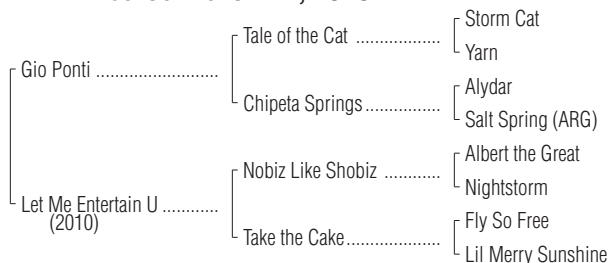 Storm Cat
Tale of the Cat ..................
Yarn
Gio Ponti ..........................
Alydar
Chipeta Springs ...............
Salt Spring (ARG)
Albert the Great
Nobiz Like Shobiz ............
Nightstorm
Let Me Entertain U ............
(2010)
Fly So Free
Take the Cake...................
Lil Merry Sunshine